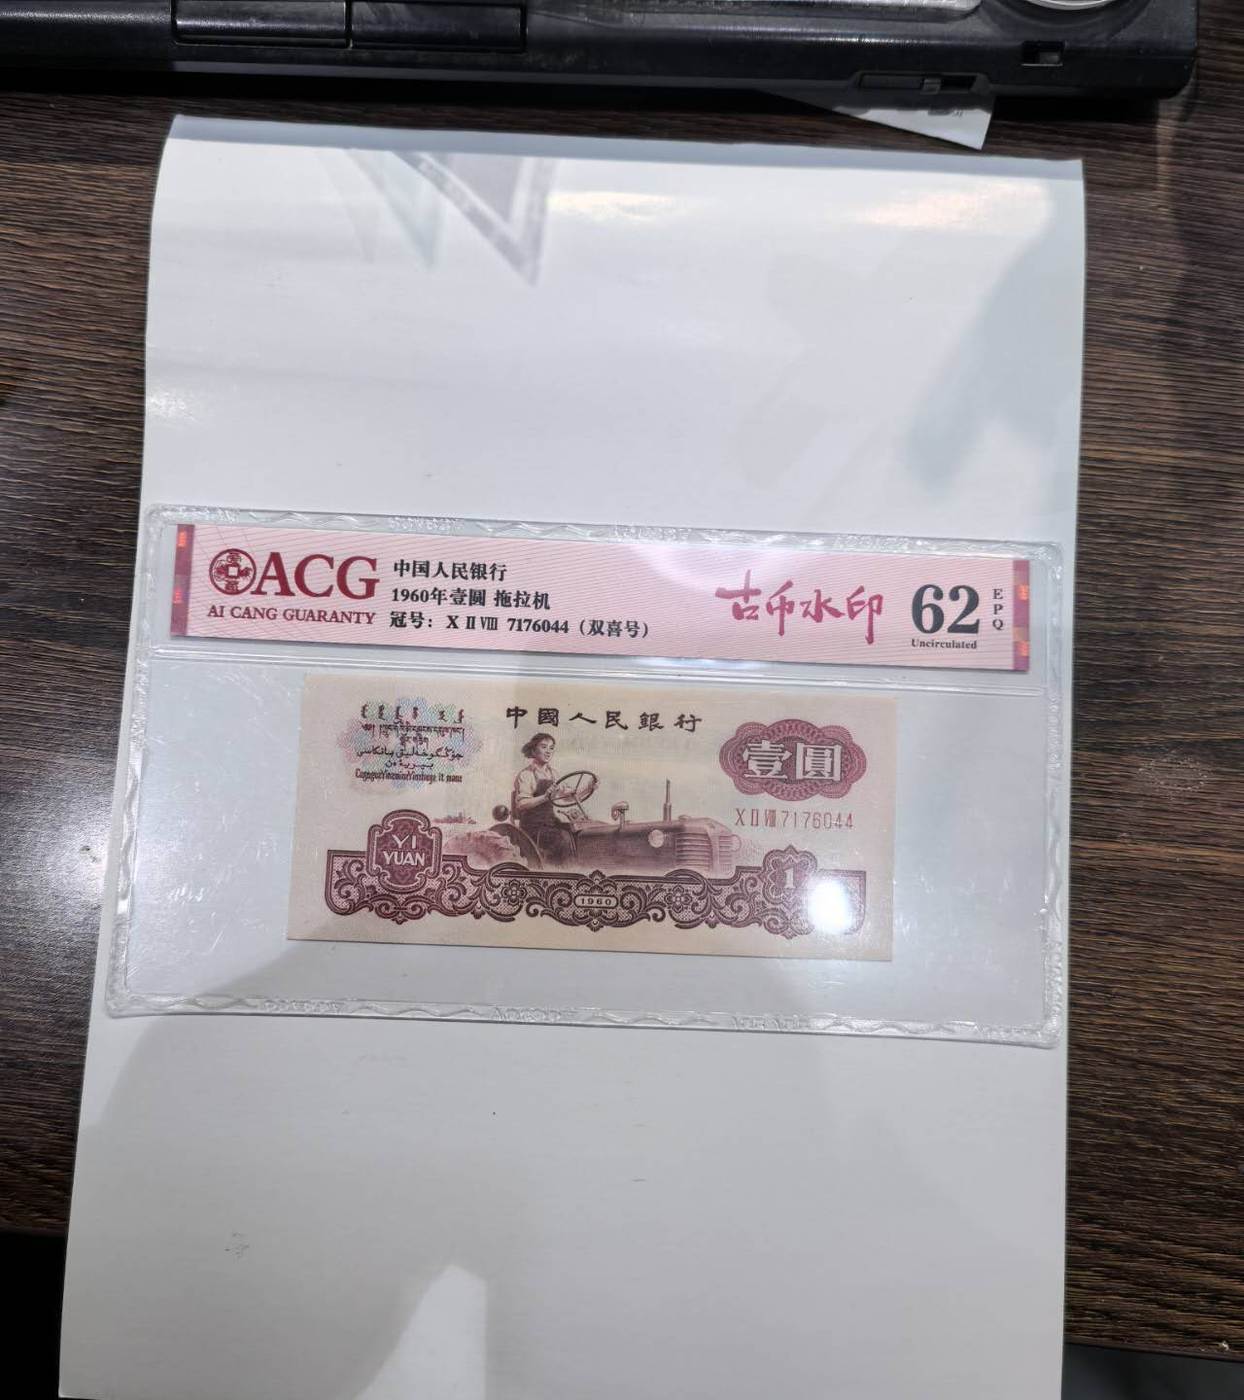 ACG
AI CANG GUARANTY
中国人民银行
1960年壹圆 拖拉机
冠号: X II VIII 7176044 (双喜号)
古币水印
62
Uncirculated
EPQ
中國人民銀行
壹圆
X II VIII 7176044
YI
YUAN
1960
1